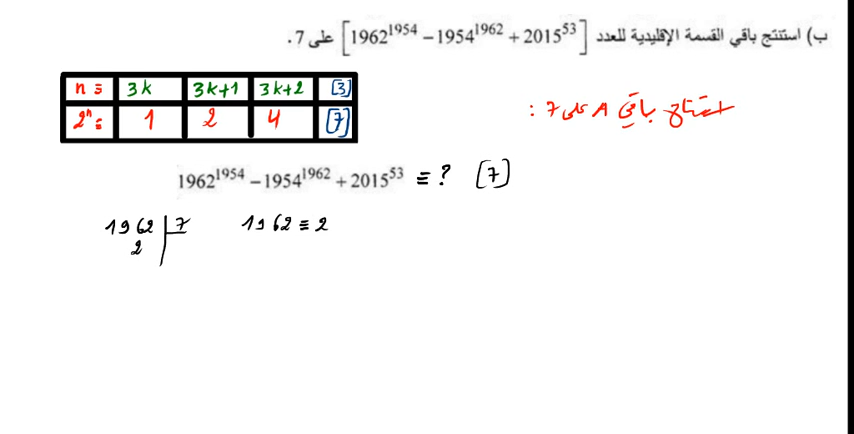 ب) استنتج باقي القسمة الإقليدية للعدد [1962^1954 − 1954^1962 + 2015^53] على 7.
n ≡ 3k 3k+1 3k+2 [3]
2^n ≡ 1 2 4 [7]
استنتاج باقي A على 7 :
1962^1954 − 1954^1962 + 2015^53 ≡ ? [7]
1962 | 7 1962 ≡ 2
2